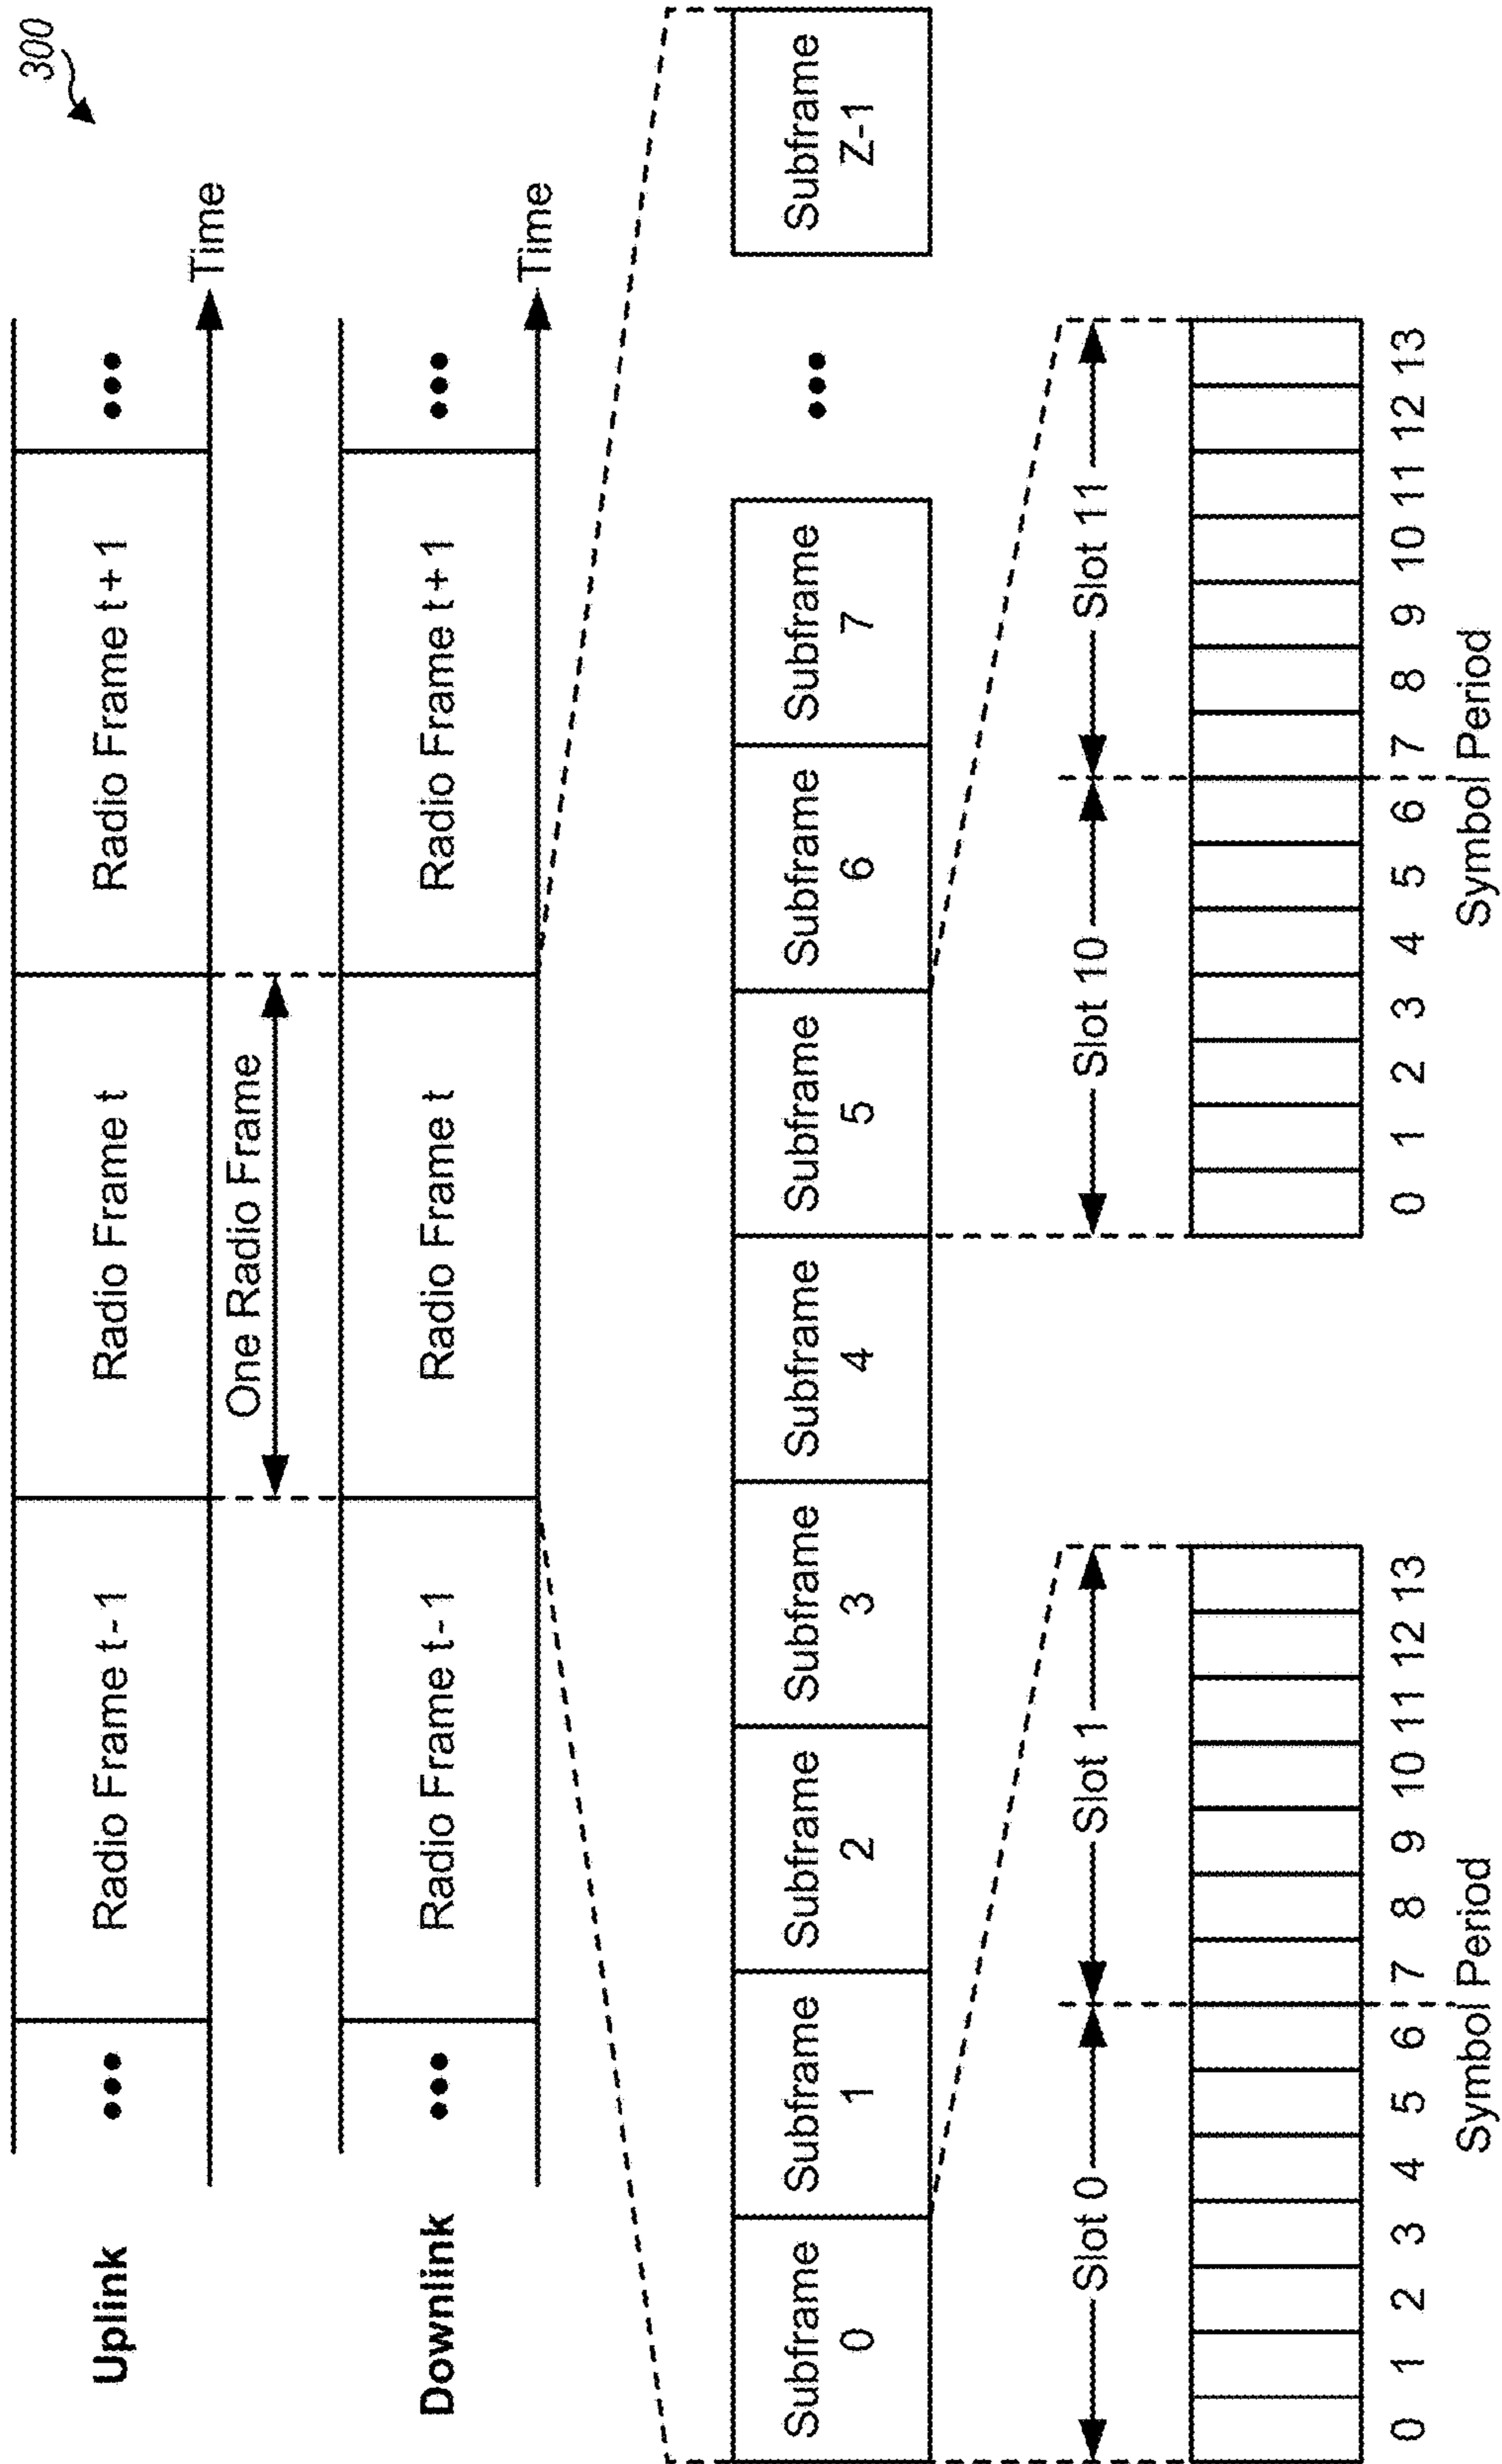 300
Uplink
••• Radio Frame t-1 Radio Frame t Radio Frame t+1 •••
Time
One Radio Frame
Downlink
••• Radio Frame t-1 Radio Frame t Radio Frame t+1 •••
Time
Subframe 0
Subframe 1
Subframe 2
Subframe 3
Subframe 4
Subframe 5
Subframe 6
Subframe 7
•••
Subframe Z-1
Slot 0 Slot 1
0 1 2 3 4 5 6 7 8 9 10 11 12 13
Symbol Period
Slot 10 Slot 11
0 1 2 3 4 5 6 7 8 9 10 11 12 13
Symbol Period